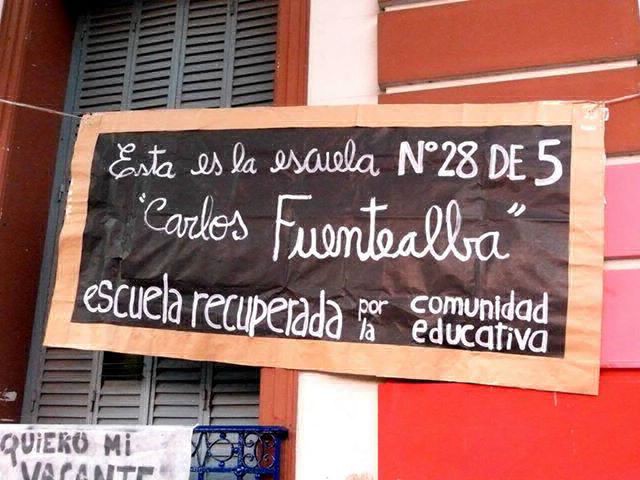 Esta es la escuela N° 28 DE 5
"Carlos Fuentealba"
escuela recuperada por la comunidad educativa
QUIERO MI
VACANTE